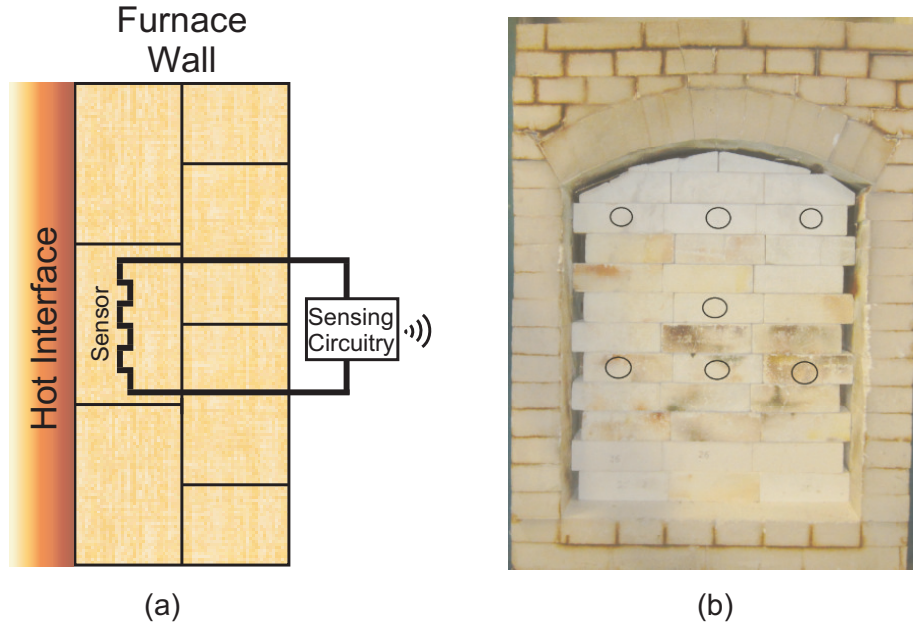 Furnace
Wall
Hot Interface
Sensor
Sensing
Circuitry
(a)
(b)